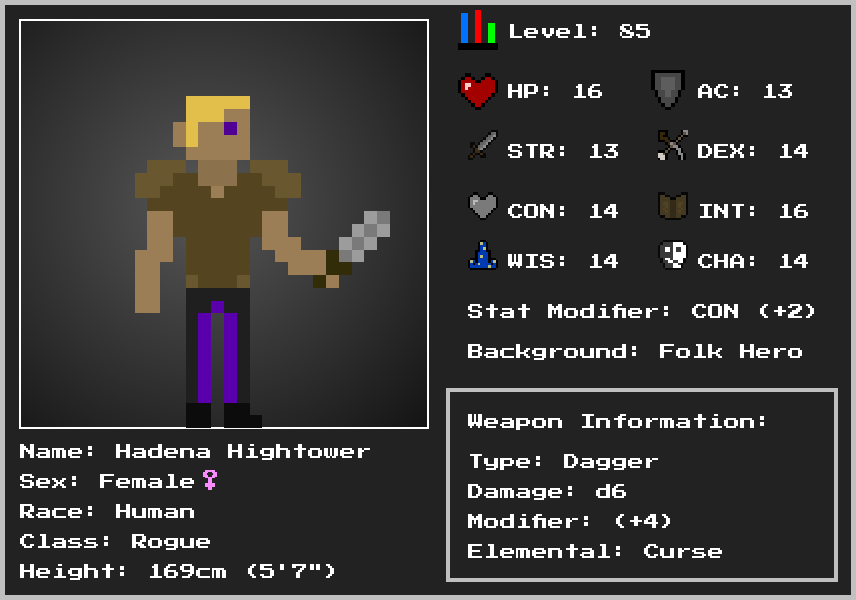 Level: 85
HP: 16 AC: 13
STR: 13 DEX: 14
CON: 14 INT: 16
WIS: 14 CHA: 14
Stat Modifier: CON (+2)
Background: Folk Hero
Weapon Information:
Type: Dagger
Damage: d6
Modifier: (+4)
Elemental: Curse
Name: Hadena Hightower
Sex: Female♀
Race: Human
Class: Rogue
Height: 169cm (5'7")